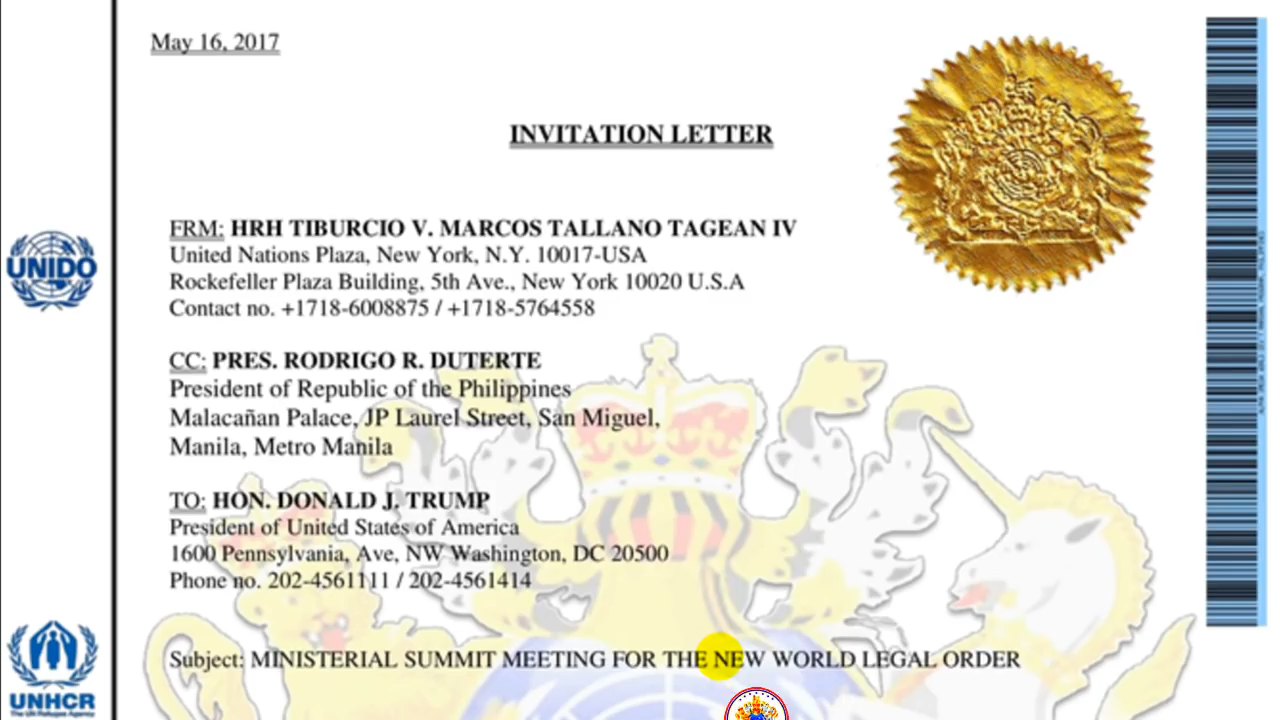 May 16, 2017
INVITATION LETTER
FRM: HRH TIBURCIO V. MARCOS TALLANO TAGEAN IV
United Nations Plaza, New York, N.Y. 10017-USA
Rockefeller Plaza Building, 5th Ave., New York 10020 U.S.A
Contact no. +1718-6008875 / +1718-5764558
CC: PRES. RODRIGO R. DUTERTE
President of Republic of the Philippines
Malacañan Palace, JP Laurel Street, San Miguel,
Manila, Metro Manila
TO: HON. DONALD J. TRUMP
President of United States of America
1600 Pennsylvania, Ave, NW Washington, DC 20500
Phone no. 202-4561111 / 202-4561414
Subject: MINISTERIAL SUMMIT MEETING FOR THE NEW WORLD LEGAL ORDER
UNIDO
UNHCR
The UN Refugee Agency